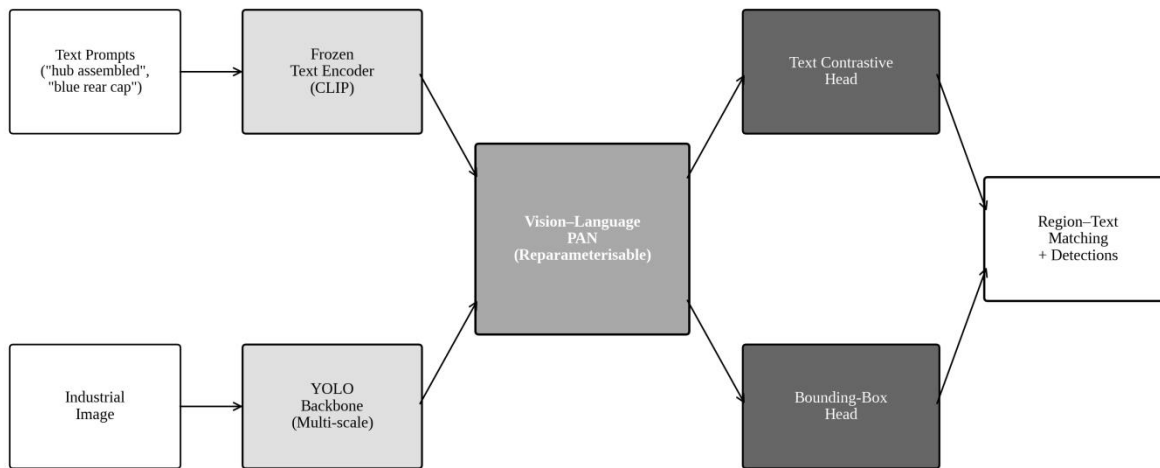 Text Prompts
("hub assembled",
"blue rear cap")
Frozen
Text Encoder
(CLIP)
Text Contrastive
Head
Vision–Language
PAN
(Reparameterisable)
Region–Text
Matching
+ Detections
Industrial
Image
YOLO
Backbone
(Multi-scale)
Bounding-Box
Head